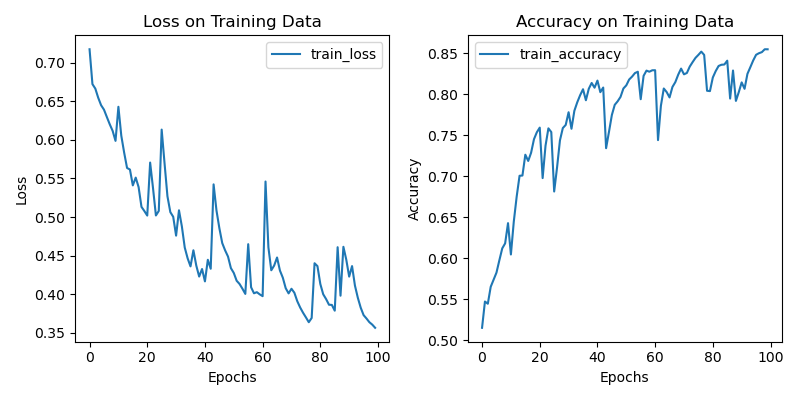 Loss on Training Data
train_loss
0.70
0.65
0.60
0.55
0.50
0.45
0.40
0.35
Loss
0 20 40 60 80 100
Epochs
Accuracy on Training Data
train_accuracy
0.85
0.80
0.75
0.70
0.65
0.60
0.55
0.50
Accuracy
0 20 40 60 80 100
Epochs